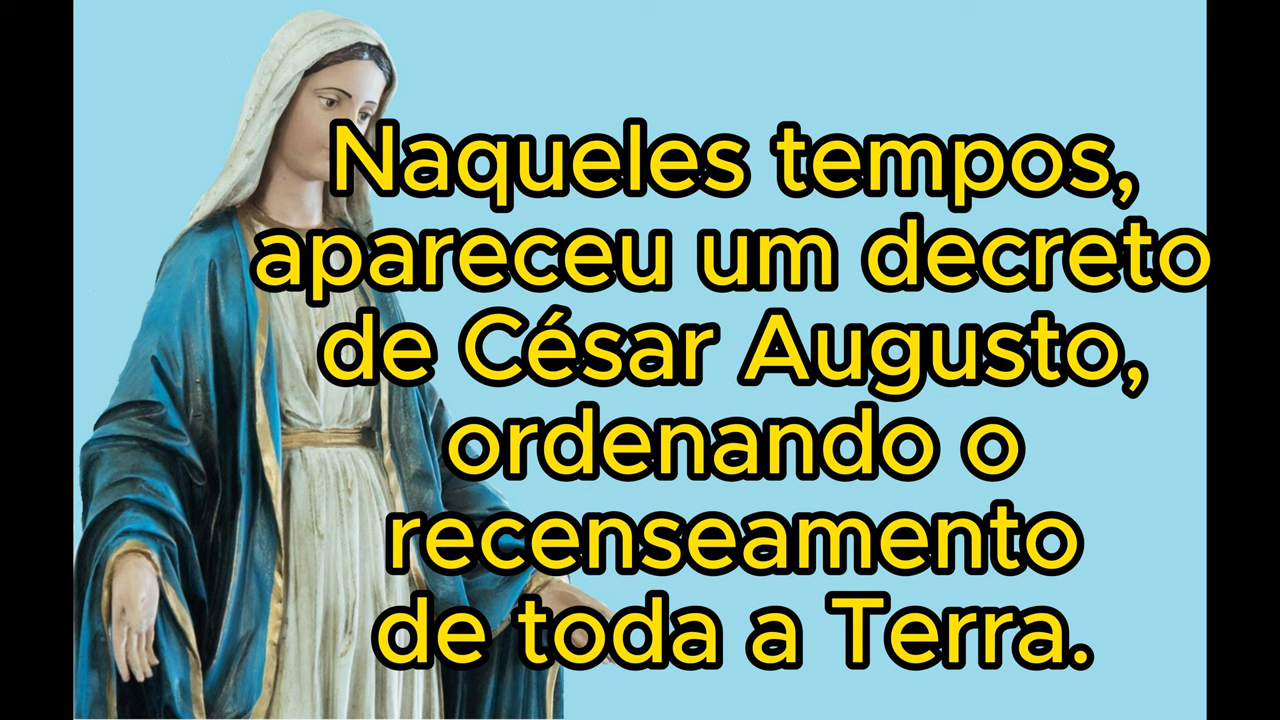 Naqueles tempos,
apareceu um decreto
de César Augusto,
ordenando o
recenseamento
de toda a Terra.